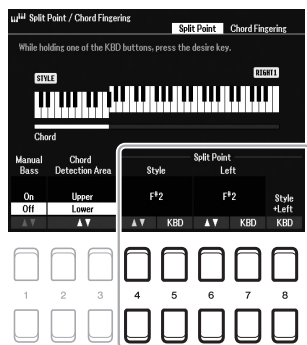 Split Point / Chord Fingering
Split Point Chord Fingering
While holding one of the KBD buttons, press the desire key.
STYLE RIGHT1
Chord
Split Point
Manual Bass Chord Detection Area Style Left
On Upper F#2 F#2 Style +Left
Off Lower
▲▼ ▲▼ ▲▼ KBD ▲▼ KBD KBD
1 2 3 4 5 6 7 8